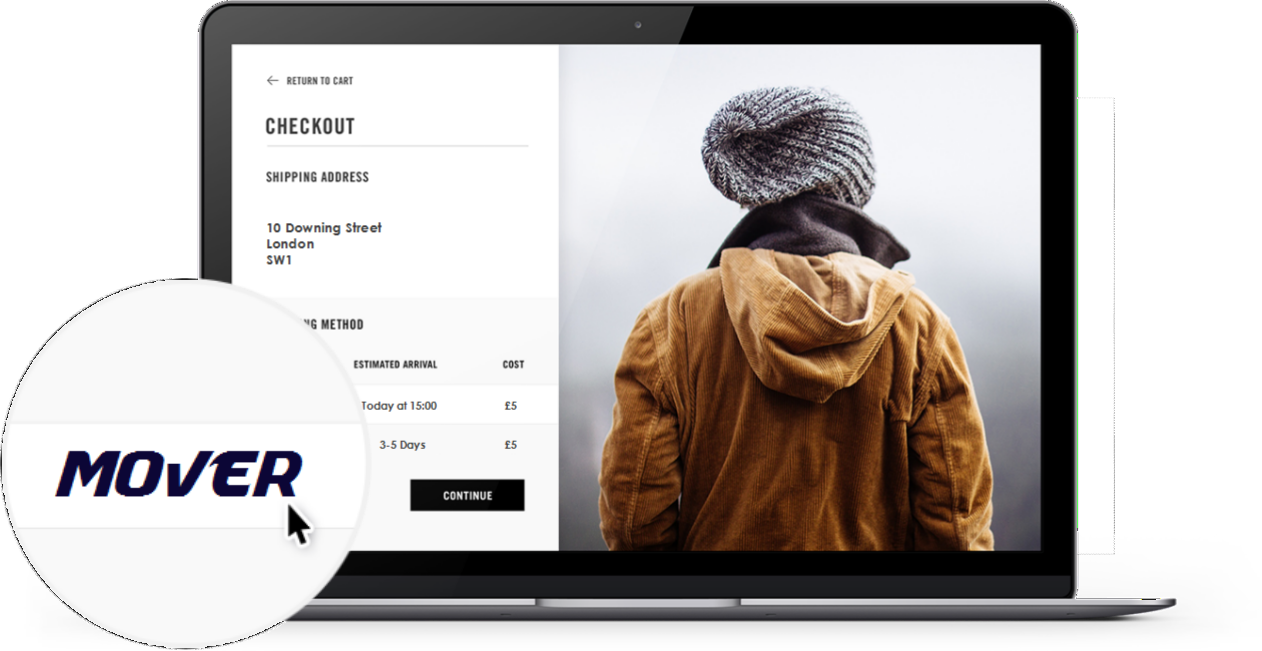 RETURN TO CART
CHECKOUT
SHIPPING ADDRESS
10 Downing Street
London
SW1
NG METHOD
ESTIMATED ARRIVAL COST
Today at 15:00 £5
3-5 Days £5
MOVER
CONTINUE